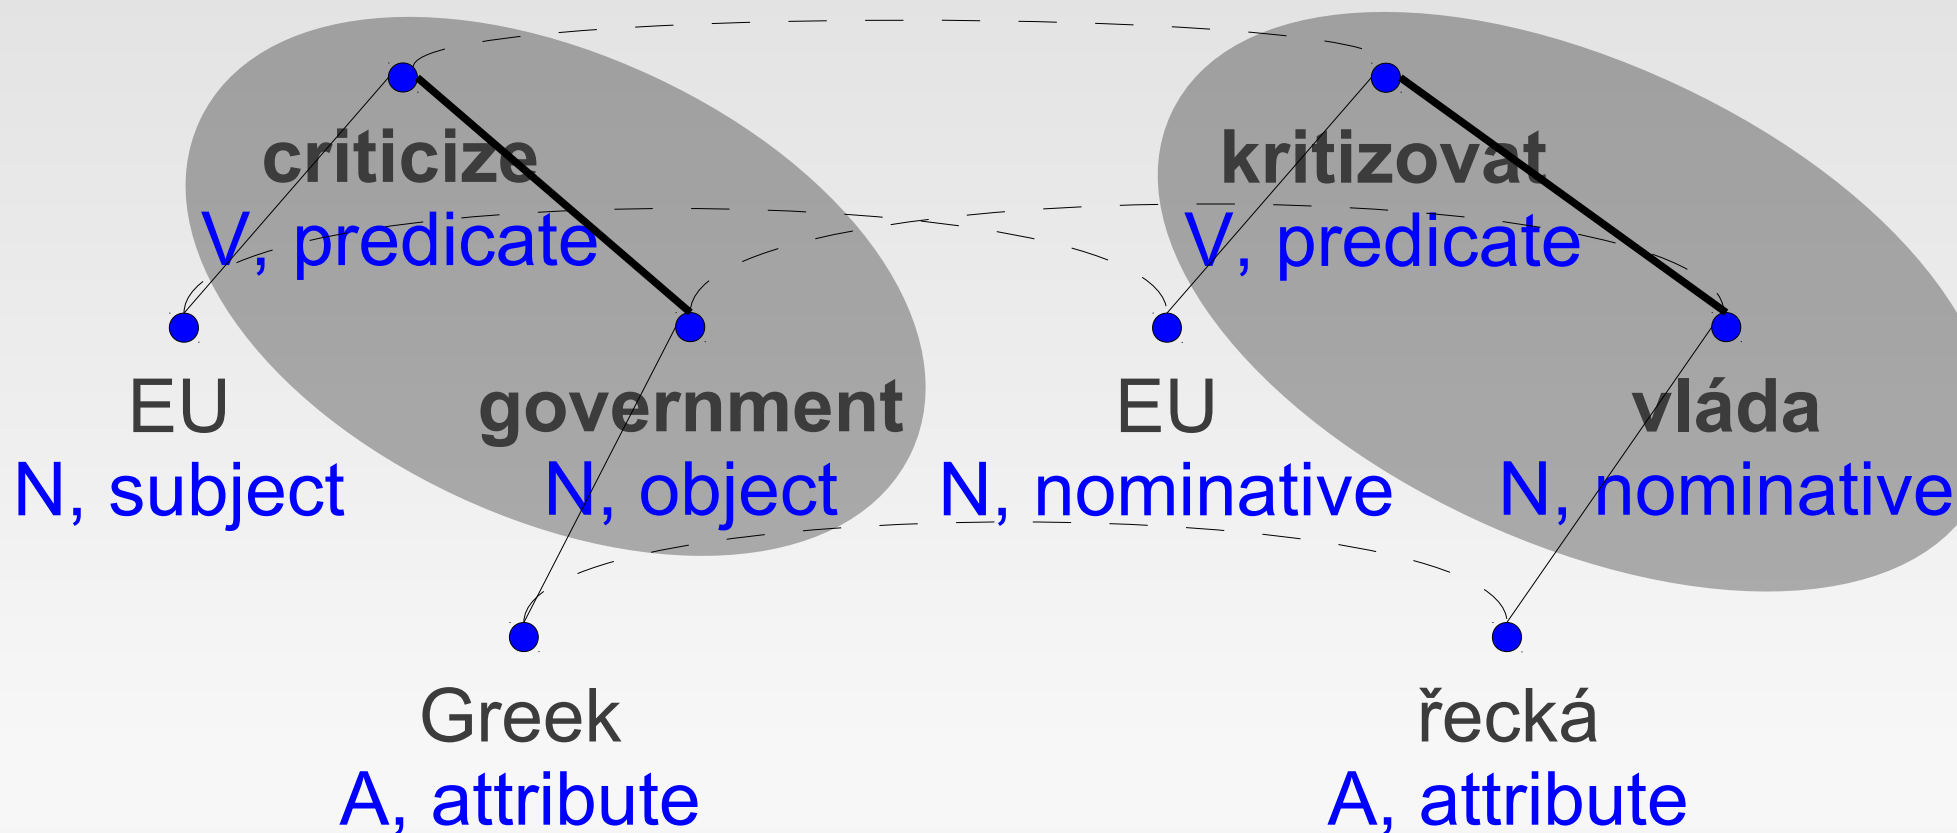 criticize
V, predicate
kritizovat
V, predicate
EU
N, subject
government
N, object
EU
N, nominative
vláda
N, nominative
Greek
A, attribute
řecká
A, attribute